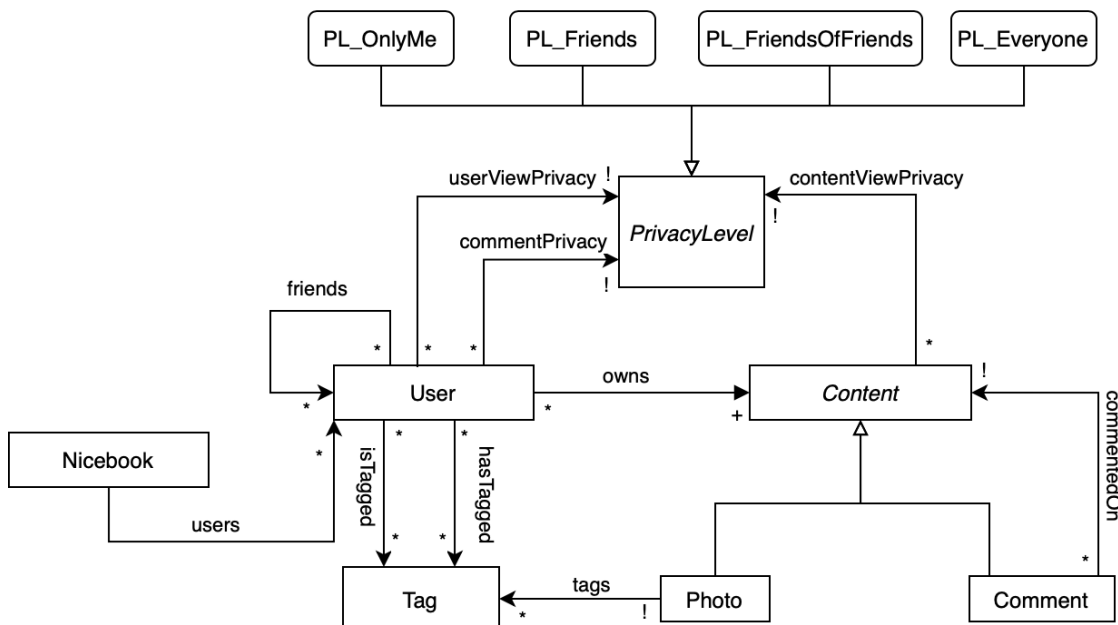 PL_OnlyMe PL_Friends PL_FriendsOfFriends PL_Everyone
userViewPrivacy ! contentViewPrivacy
! PrivacyLevel
commentPrivacy
!
friends
* * * * !
User owns Content
* * +
* * commentedOn
Nicebook * isTagged hasTagged
users * * *
Tag tags Photo Comment
* !